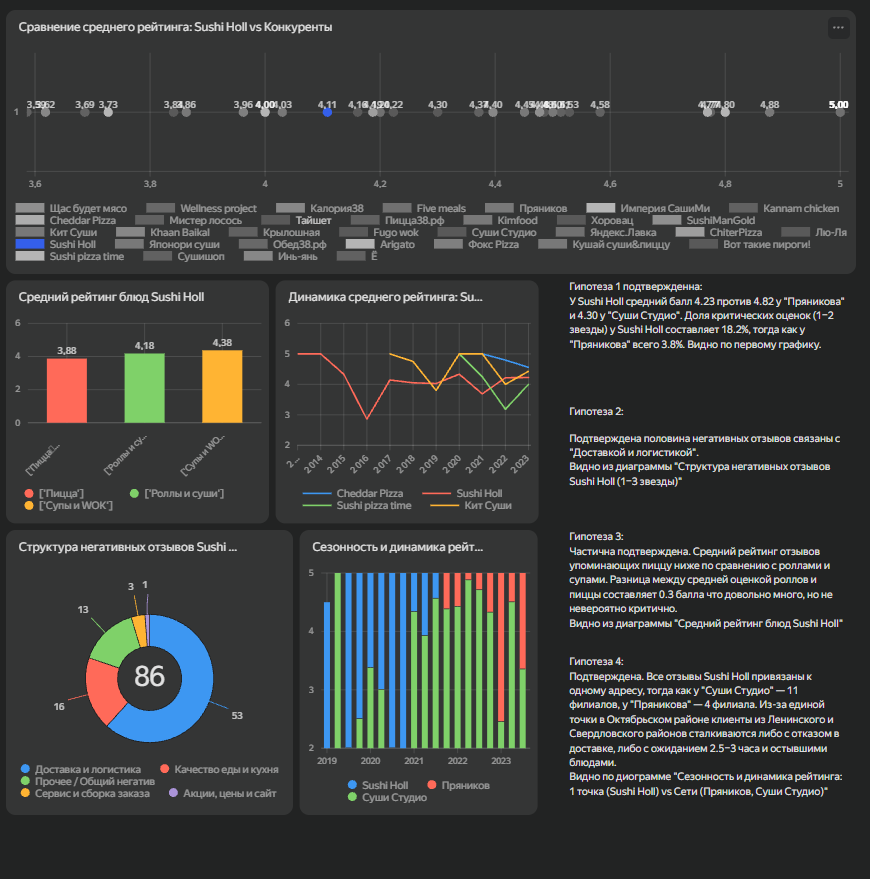 Сравнение среднего рейтинга: Sushi Holl vs Конкуренты
3,62 3,69 3,73 3,86 3,96 4,00 4,03 4,11 4,16 4,22 4,30 4,37 4,40 4,45 4,53 4,58 4,77 4,80 4,88 5,00
1
3,6 3,8 4 4,2 4,4 4,6 4,8 5
Щас будет мясо Wellness project Калория38 Five meals Пряников Империя СашиМи Kannam chicken
Cheddar Pizza Мистер лосось Тайшет Пицца38.рф Kimfood Хоровац SushiManGold
Кит Суши Khaan Baikal Крылошная Fugo wok Суши Студио Яндекс.Лавка ChiterPizza Лю-Ля
Sushi Holl Японори суши Обед38.рф Arigato Фокс Pizza Кушай суши&пиццу Вот такие пироги!
Sushi pizza time Сушишоп Инь-янь Ё
Средний рейтинг блюд Sushi Holl
6
4
2
0
3,88 4,18 4,38
['Пицца'... ['Роллы и су... ['Супы и WO...
['Пицца'] ['Роллы и суши']
['Супы и WOK']
Динамика среднего рейтинга: Su...
6
5
4
3
2
2... 2014 2015 2016 2017 2018 2019 2020 2021 2022 2023
Cheddar Pizza Sushi Holl
Sushi pizza time Кит Суши
Гипотеза 1 подтвержденна:
У Sushi Holl средний балл 4.23 против 4.82 у "Пряникова"
и 4.30 у "Суши Студио". Доля критических оценок (1–2
звезды) у Sushi Holl составляет 18.2%, тогда как у
"Пряникова" всего 3.8%. Видно по первому графику.
Гипотеза 2:
Подтверждена половина негативных отзывов связаны с
"Доставкой и логистикой".
Видно из диаграммы "Структура негативных отзывов
Sushi Holl (1–3 звезды)"
Структура негативных отзывов Sushi ...
3 1
13
86
16
53
Доставка и логистика Качество еды и кухня
Прочее / Общий негатив
Сервис и сборка заказа Акции, цены и сайт
Сезонность и динамика рейт...
5
4
3
2
2019 2020 2021 2022 2023
Sushi Holl Пряников
Суши Студио
Гипотеза 3:
Частична подтверждена. Средний рейтинг отзывов
упоминающих пиццу ниже по сравнению с роллами и
супами. Разница между средней оценкой роллов и
пиццы составляет 0.3 балла что довольно много, но не
невероятно критично.
Видно из диаграммы "Средний рейтинг блюд Sushi Holl"
Гипотеза 4:
Подтверждена. Все отзывы Sushi Holl привязаны к
одному адресу, тогда как у "Суши Студио" — 11
филиалов, у "Пряникова" — 4 филиала. Из-за единой
точки в Октябрьском районе клиенты из Ленинского и
Свердловского районов сталкиваются либо с отказом в
доставке, либо с ожиданием 2.5–3 часа и остывшими
блюдами.
Видно по диограмме "Сезонность и динамика рейтинга:
1 точка (Sushi Holl) vs Сети (Пряников, Суши Студио)"